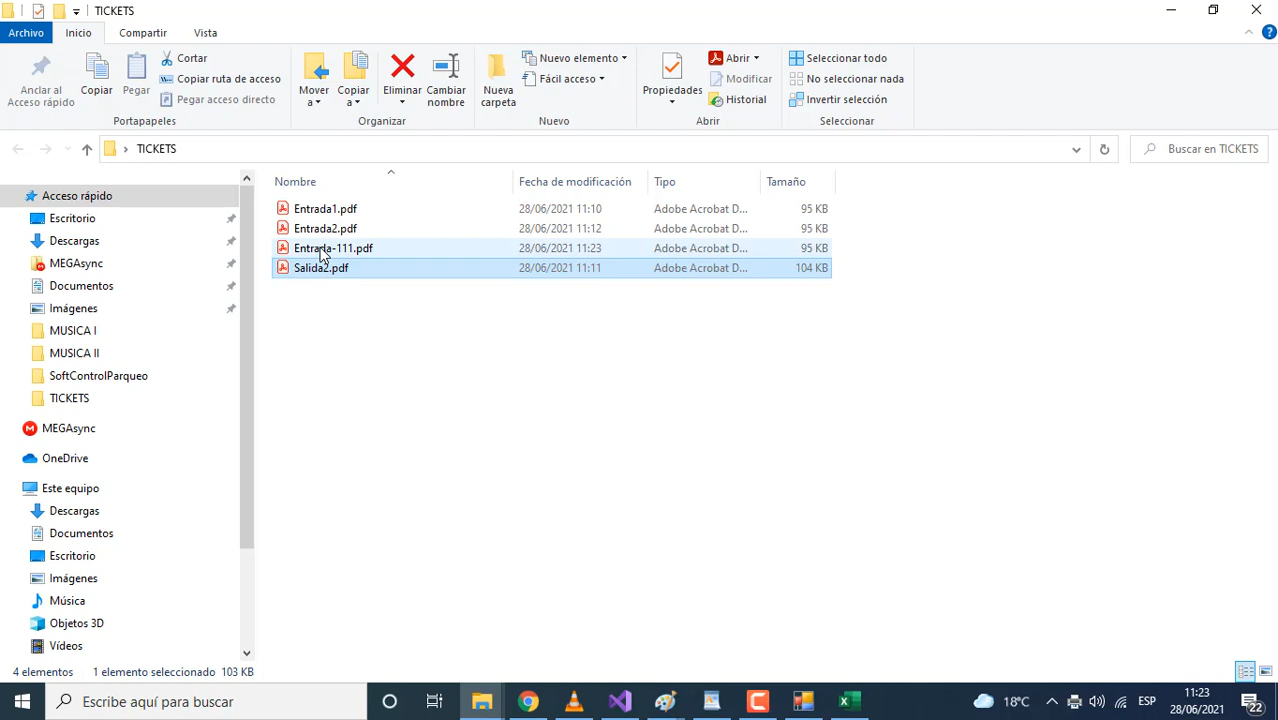 TICKETS
Archivo Inicio Compartir Vista
Anclar al Acceso rápido
Copiar
Pegar
Cortar
Copiar ruta de acceso
Pegar acceso directo
Portapapeles
Mover a
Copiar a
Eliminar
Cambiar nombre
Organizar
Nueva carpeta
Nuevo elemento
Fácil acceso
Nuevo
Propiedades
Abrir
Modificar
Historial
Abrir
Seleccionar todo
No seleccionar nada
Invertir selección
Seleccionar
TICKETS
Buscar en TICKETS
Acceso rápido
Escritorio
Descargas
MEGAsync
Documentos
Imágenes
MUSICA I
MUSICA II
SoftControlParqueo
TICKETS
MEGAsync
OneDrive
Este equipo
Descargas
Documentos
Escritorio
Imágenes
Música
Objetos 3D
Vídeos
Nombre Fecha de modificación Tipo Tamaño
Entrada1.pdf 28/06/2021 11:10 Adobe Acrobat D... 95 KB
Entrada2.pdf 28/06/2021 11:12 Adobe Acrobat D... 95 KB
Entrada-111.pdf 28/06/2021 11:23 Adobe Acrobat D... 95 KB
Salida2.pdf 28/06/2021 11:11 Adobe Acrobat D... 104 KB
4 elementos 1 elemento seleccionado 103 KB
Escribe aquí para buscar
18°C
ESP
11:23
28/06/2021
22